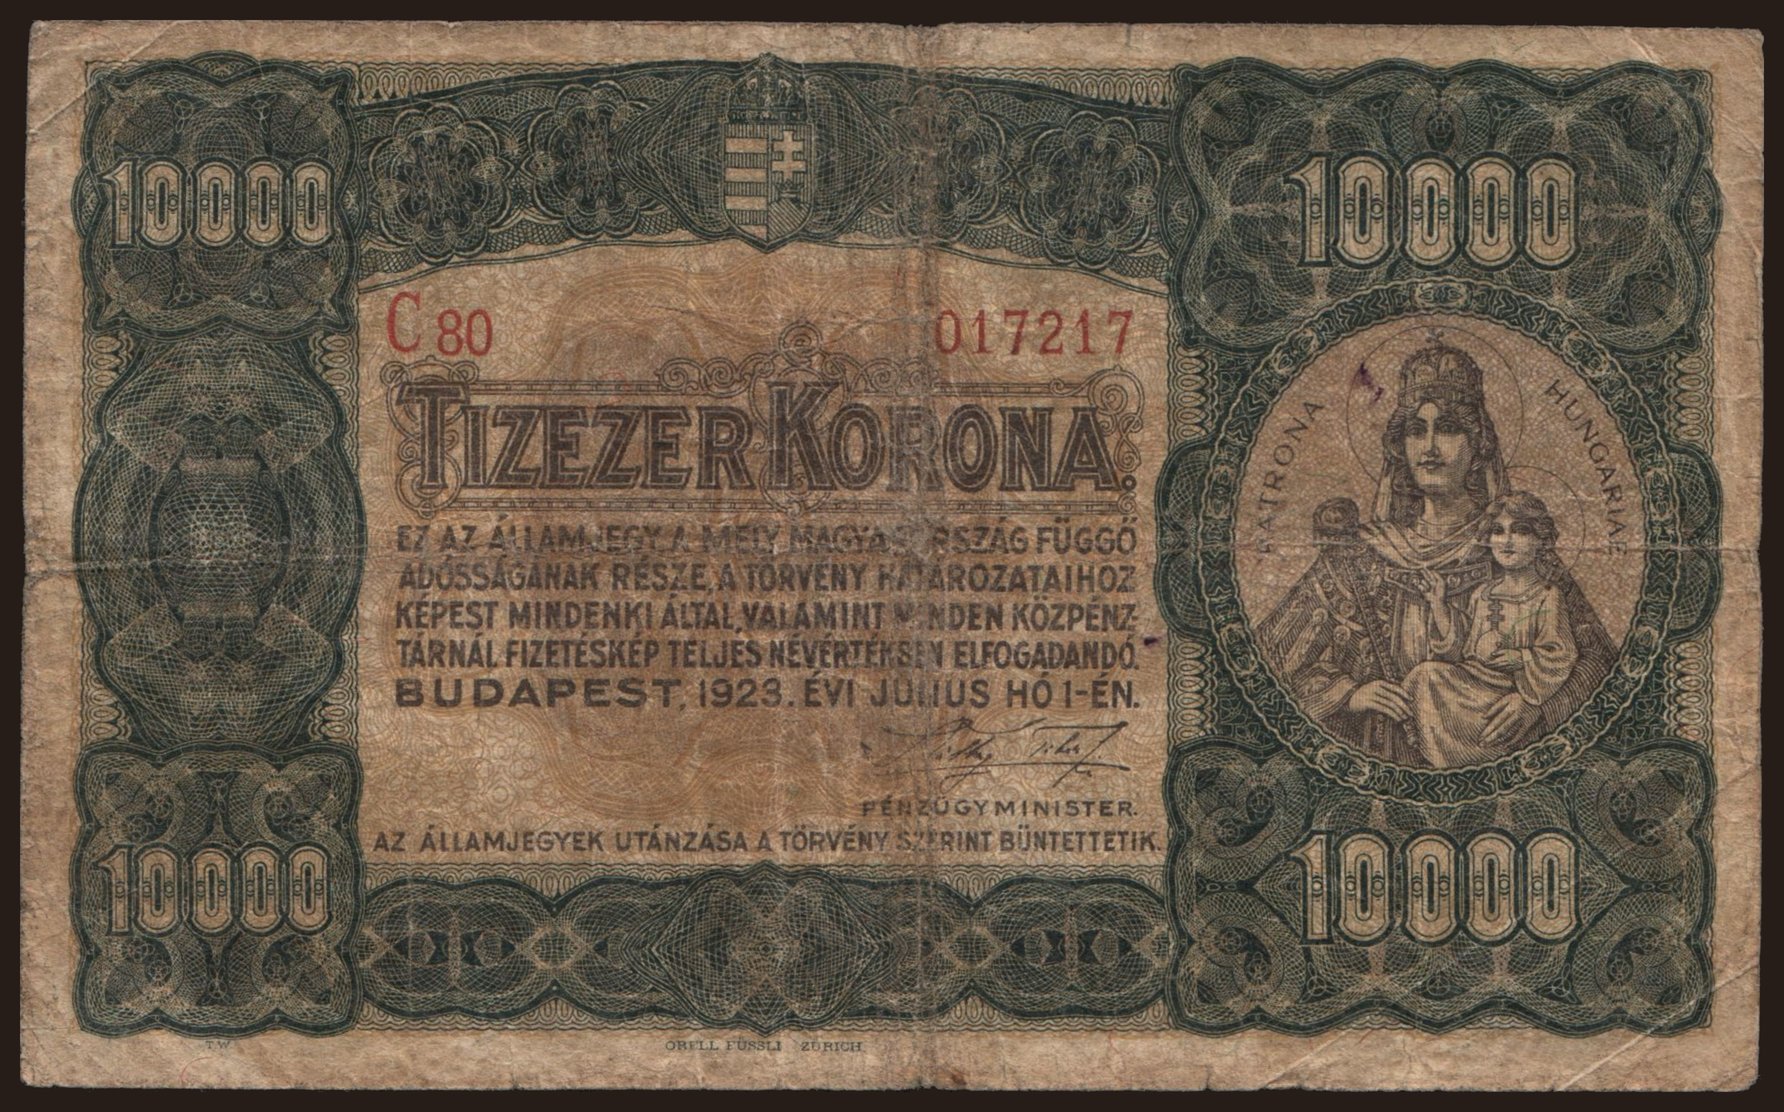 10000
10000
C 80
017217
TIZEZER KORONA.
PATRONA HUNGARIAE
EZ AZ ÁLLAMJEGY, A MELY MAGYARORSZÁG FÜGGŐ
ADÓSSÁGÁNAK RÉSZE, A TÖRVÉNY HATÁROZATAIHOZ
KÉPEST MINDENKI ÁLTAL, VALAMINT MINDEN KÖZPÉNZ-
TÁRNÁL FIZETÉSKÉP TELJES NÉVÉRTÉKBEN ELFOGADANDÓ.
BUDAPEST, 1923. ÉVI JÚLIUS HÓ 1-ÉN.
PÉNZÜGYMINISTER.
AZ ÁLLAMJEGYEK UTÁNZÁSA A TÖRVÉNY SZERINT BÜNTETTETIK.
10000
10000
T.W.
ORELL FÜSSLI ZÜRICH.